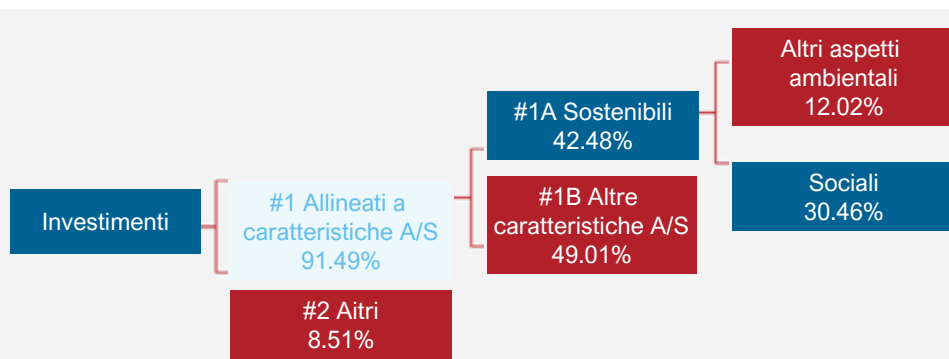 Investimenti
#1 Allineati a
caratteristiche A/S
91.49%
#2 Aitri
8.51%
#1A Sostenibili
42.48%
#1B Altre
caratteristiche A/S
49.01%
Altri aspetti
ambientali
12.02%
Sociali
30.46%